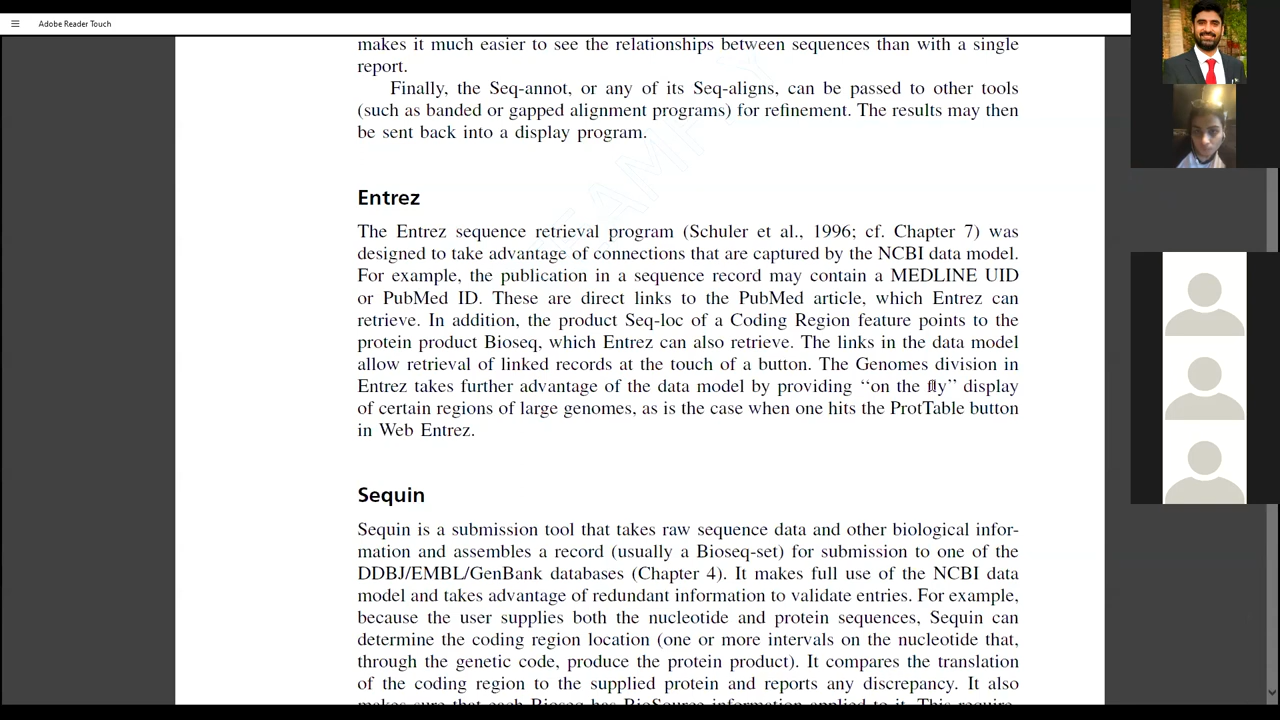 Adobe Reader Touch
makes it much easier to see the relationships between sequences than with a single
report.
Finally, the Seq-annot, or any of its Seq-aligns, can be passed to other tools
(such as banded or gapped alignment programs) for refinement. The results may then
be sent back into a display program.
Entrez
The Entrez sequence retrieval program (Schuler et al., 1996; cf. Chapter 7) was
designed to take advantage of connections that are captured by the NCBI data model.
For example, the publication in a sequence record may contain a MEDLINE UID
or PubMed ID. These are direct links to the PubMed article, which Entrez can
retrieve. In addition, the product Seq-loc of a Coding Region feature points to the
protein product Bioseq, which Entrez can also retrieve. The links in the data model
allow retrieval of linked records at the touch of a button. The Genomes division in
Entrez takes further advantage of the data model by providing ‘‘on the fly’’ display
of certain regions of large genomes, as is the case when one hits the ProtTable button
in Web Entrez.
Sequin
Sequin is a submission tool that takes raw sequence data and other biological infor-
mation and assembles a record (usually a Bioseq-set) for submission to one of the
DDBJ/EMBL/GenBank databases (Chapter 4). It makes full use of the NCBI data
model and takes advantage of redundant information to validate entries. For example,
because the user supplies both the nucleotide and protein sequences, Sequin can
determine the coding region location (one or more intervals on the nucleotide that,
through the genetic code, produce the protein product). It compares the translation
of the coding region to the supplied protein and reports any discrepancy. It also
makes sure that each Bioseq has BioSource information applied to it. This require-